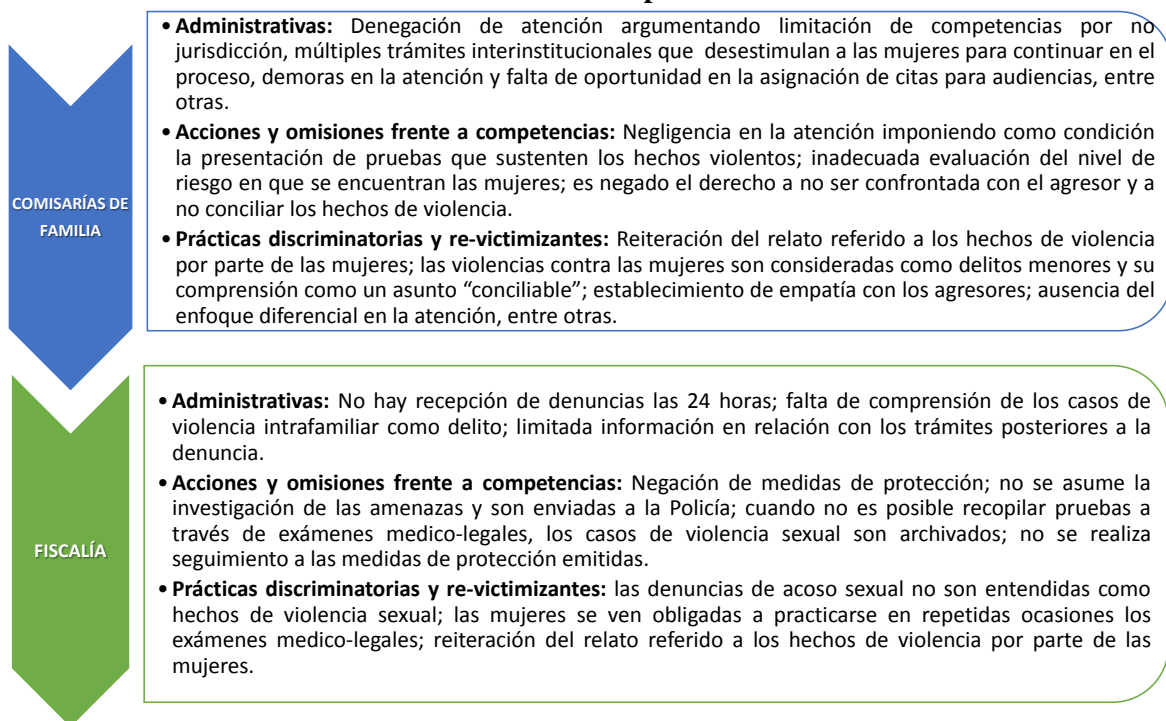 • Administrativas: Denegación de atención argumentando limitación de competencias por no
jurisdicción, múltiples trámites interinstitucionales que desestimulan a las mujeres para continuar en el
proceso, demoras en la atención y falta de oportunidad en la asignación de citas para audiencias, entre
otras.
• Acciones y omisiones frente a competencias: Negligencia en la atención imponiendo como condición
la presentación de pruebas que sustenten los hechos violentos; inadecuada evaluación del nivel de
riesgo en que se encuentran las mujeres; es negado el derecho a no ser confrontada con el agresor y a
no conciliar los hechos de violencia.
• Prácticas discriminatorias y re-victimizantes: Reiteración del relato referido a los hechos de violencia
por parte de las mujeres; las violencias contra las mujeres son consideradas como delitos menores y su
comprensión como un asunto “conciliable”; establecimiento de empatía con los agresores; ausencia del
enfoque diferencial en la atención, entre otras.
COMISARÍAS DE
FAMILIA
• Administrativas: No hay recepción de denuncias las 24 horas; falta de comprensión de los casos de
violencia intrafamiliar como delito; limitada información en relación con los trámites posteriores a la
denuncia.
• Acciones y omisiones frente a competencias: Negación de medidas de protección; no se asume la
investigación de las amenazas y son enviadas a la Policía; cuando no es posible recopilar pruebas a
través de exámenes medico-legales, los casos de violencia sexual son archivados; no se realiza
seguimiento a las medidas de protección emitidas.
• Prácticas discriminatorias y re-victimizantes: las denuncias de acoso sexual no son entendidas como
hechos de violencia sexual; las mujeres se ven obligadas a practicarse en repetidas ocasiones los
exámenes medico-legales; reiteración del relato referido a los hechos de violencia por parte de las
mujeres.
FISCALÍA